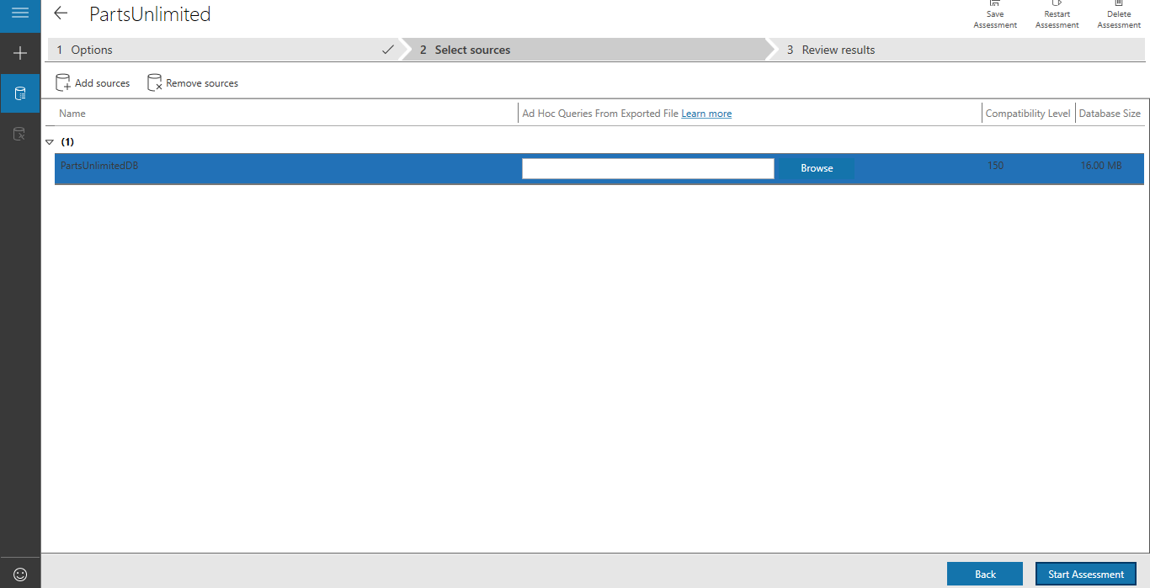 PartsUnlimited
Save Assessment
Restart Assessment
Delete Assessment
1 Options
2 Select sources
3 Review results
Add sources
Remove sources
Name
Ad Hoc Queries From Exported File Learn more
Compatibility Level
Database Size
(1)
PartsUnlimitedDB
Browse
150
16.00 MB
Back
Start Assessment